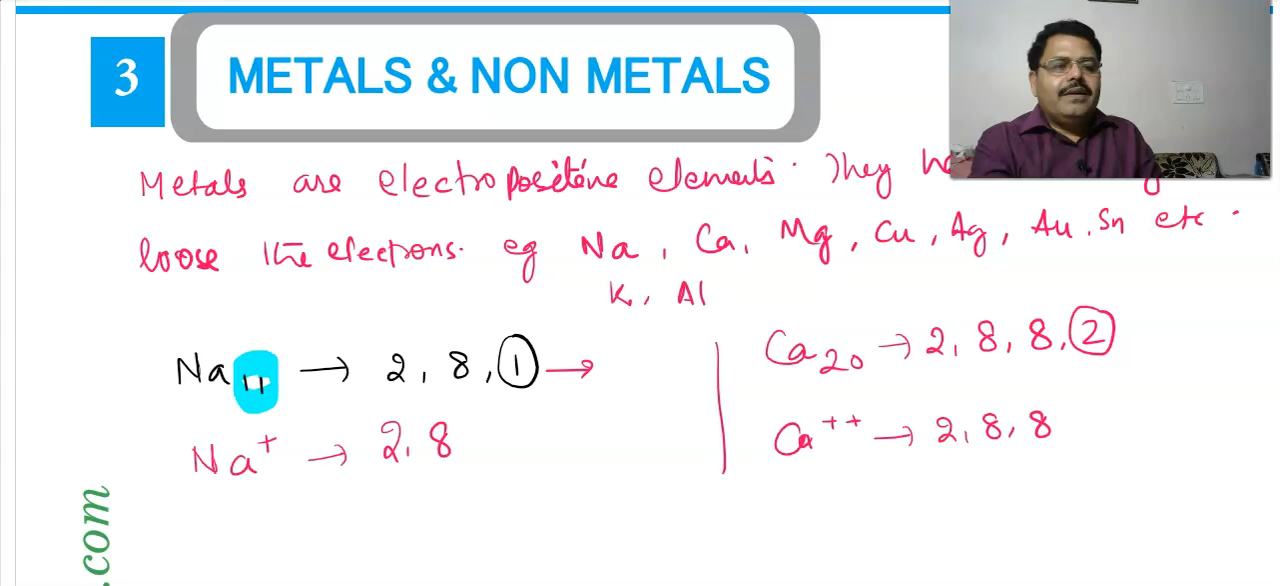 3
METALS & NON METALS
Metals are electropositive elements. They
loose the electrons. eg Na, Ca, Mg, Cu, Ag, Au, Sn etc.
K, Al
Na₁₁ → 2, 8, 1 →
Ca₂₀ → 2, 8, 8, 2
Na⁺ → 2, 8
Ca⁺⁺ → 2, 8, 8
.com